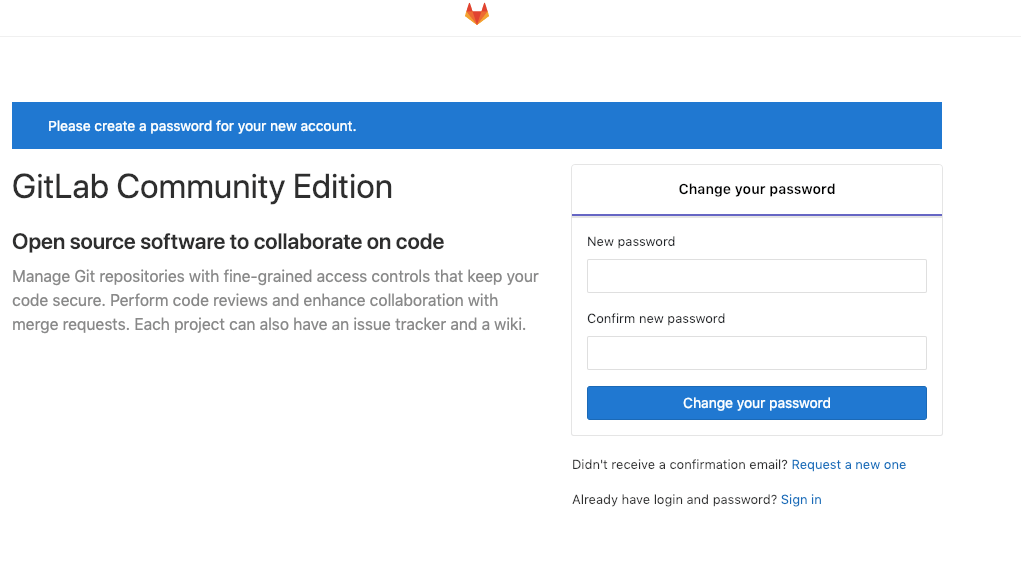 Please create a password for your new account.
GitLab Community Edition
Open source software to collaborate on code
Manage Git repositories with fine-grained access controls that keep your
code secure. Perform code reviews and enhance collaboration with
merge requests. Each project can also have an issue tracker and a wiki.
Change your password
New password
Confirm new password
Change your password
Didn't receive a confirmation email? Request a new one
Already have login and password? Sign in